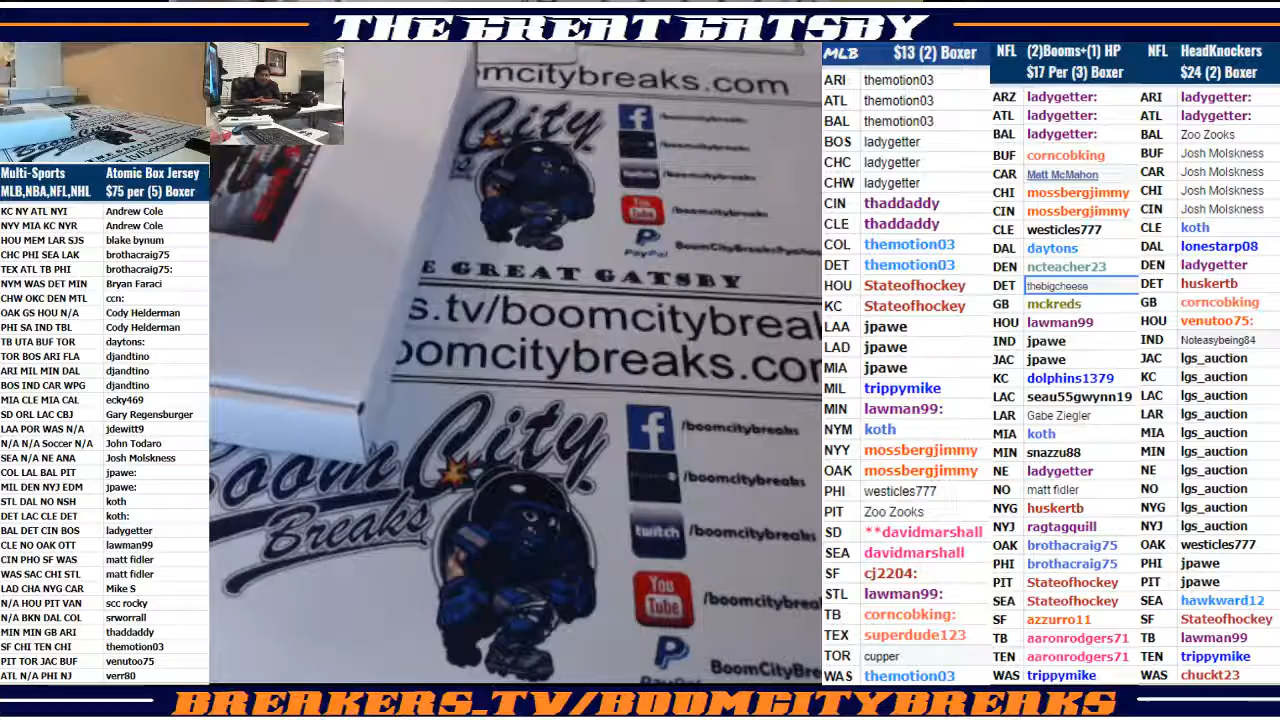 THE GREAT GATSBY
Multi-Sports Atomic Box Jersey
MLB,NBA,NFL,NHL $75 per (5) Boxer
KC NY ATL NYI Andrew Cole
NYY MIA KC NYR Andrew Cole
HOU MEM LAR SJS blake bynum
CHC PHI SEA LAK brothacraig75
TEX ATL TB PHI brothacraig75:
NYM WAS DET MIN Bryan Faraci
CHW OKC DEN MTL ccn:
OAK GS HOU N/A Cody Helderman
PHI SA IND TBL Cody Helderman
TB UTA BUF TOR daytons:
TOR BOS ARI FLA djandtino
ARI MIL MIN DAL djandtino
BOS IND CAR WPG djandtino
MIA CLE MIA CAL ecky469
SD ORL LAC CBJ Gary Regensburger
LAA POR WAS N/A jdewitt9
N/A N/A Soccer N/A John Todaro
SEA N/A NE ANA Josh Molskness
COL LAL BAL PIT jpawe:
MIL DEN NYJ EDM jpawe:
STL DAL NO NSH koth
DET LAC CLE DET koth:
BAL DET CIN BOS ladygetter
CLE NO OAK OTT lawman99
CIN PHO SF WAS matt fidler
WAS SAC CHI STL matt fidler
LAD CHA NYG CAR Mike S
N/A HOU PIT VAN scc rocky
N/A BKN DAL COL srworrall
MIN MIN GB ARI thaddaddy
SF CHI TEN CHI themotion03
PIT TOR JAC BUF venutoo75
ATL N/A PHI NJ verr80
omcitybreaks.com
City
/boomcitybreaks
You Tube
/boomcitybreaks
PayPal
E GREAT GATSBY
s.tv/boomcitybreal
oomcitybreaks.com
Boom City
Breaks
/boomcitybreaks
/boomcitybreaks
twitch /boomcitybreaks
You Tube /boomcitybreaks
BoomCityBre
MLB $13 (2) Boxer
ARI themotion03
ATL themotion03
BAL themotion03
BOS ladygetter
CHC ladygetter
CHW ladygetter
CIN thaddaddy
CLE thaddaddy
COL themotion03
DET themotion03
HOU Stateofhockey
KC Stateofhockey
LAA jpawe
LAD jpawe
MIA jpawe
MIL trippymike
MIN lawman99:
NYM koth
NYY mossbergjimmy
OAK mossbergjimmy
PHI westicles777
PIT Zoo Zooks
SD **davidmarshall
SEA davidmarshall
SF cj2204:
STL lawman99:
TB corncobking:
TEX superdude123
TOR cupper
WAS themotion03
NFL (2)Booms+(1) HP
$17 Per (3) Boxer
ARZ ladygetter:
ATL ladygetter:
BAL ladygetter:
BUF corncobking
CAR Matt McMahon
CHI mossbergjimmy
CIN mossbergjimmy
CLE westicles777
DAL daytons
DEN ncteacher23
DET thebigcheese
GB mckreds
HOU lawman99
IND jpawe
JAC jpawe
KC dolphins1379
LAC seau55gwynn19
LAR Gabe Ziegler
MIA koth
MIN snazzu88
NE ladygetter
NO matt fidler
NYG huskertb
NYJ ragtagquill
OAK brothacraig75
PHI brothacraig75
PIT Stateofhockey
SEA Stateofhockey
SF azzurro11
TB aaronrodgers71
TEN aaronrodgers71
WAS trippymike
NFL HeadKnockers
$24 (2) Boxer
ARI ladygetter:
ATL ladygetter:
BAL Zoo Zooks
BUF Josh Molskness
CAR Josh Molskness
CHI Josh Molskness
CIN Josh Molskness
CLE koth
DAL lonestarp08
DEN ladygetter
DET huskertb
GB corncobking
HOU venutoo75:
IND Noteasybeing84
JAC lgs_auction
KC lgs_auction
LAC lgs_auction
LAR lgs_auction
MIA lgs_auction
MIN lgs_auction
NE lgs_auction
NO lgs_auction
NYG lgs_auction
NYJ lgs_auction
OAK westicles777
PHI jpawe
PIT jpawe
SEA hawkward12
SF Stateofhockey
TB lawman99
TEN trippymike
WAS chuckt23
BREAKERS.TV/BOOMCITYBREAKS